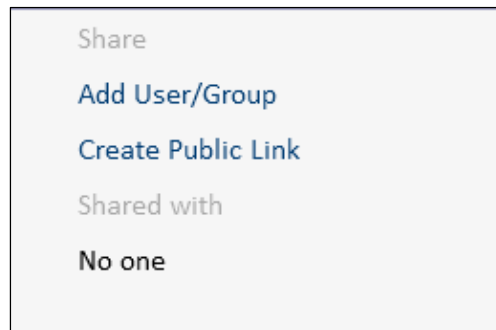 Share
Add User/Group
Create Public Link
Shared with
No one